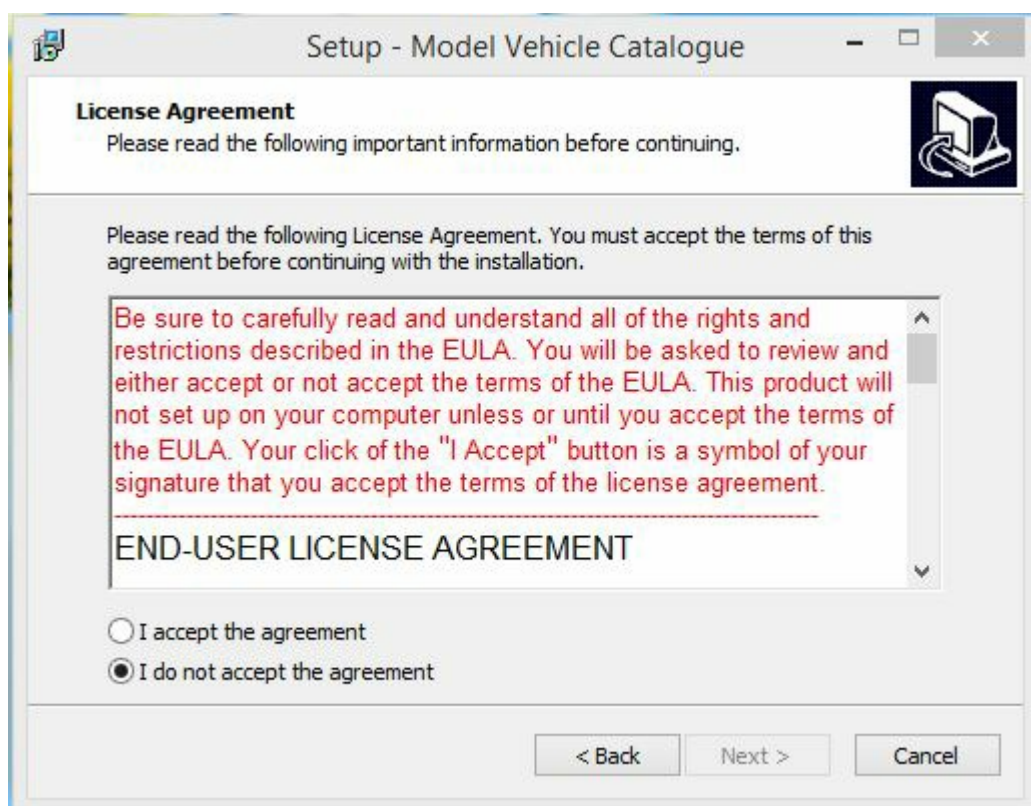 Setup - Model Vehicle Catalogue
License Agreement
Please read the following important information before continuing.
Please read the following License Agreement. You must accept the terms of this
agreement before continuing with the installation.
Be sure to carefully read and understand all of the rights and
restrictions described in the EULA. You will be asked to review and
either accept or not accept the terms of the EULA. This product will
not set up on your computer unless or until you accept the terms of
the EULA. Your click of the "I Accept" button is a symbol of your
signature that you accept the terms of the license agreement.
END-USER LICENSE AGREEMENT
I accept the agreement
I do not accept the agreement
< Back Next > Cancel